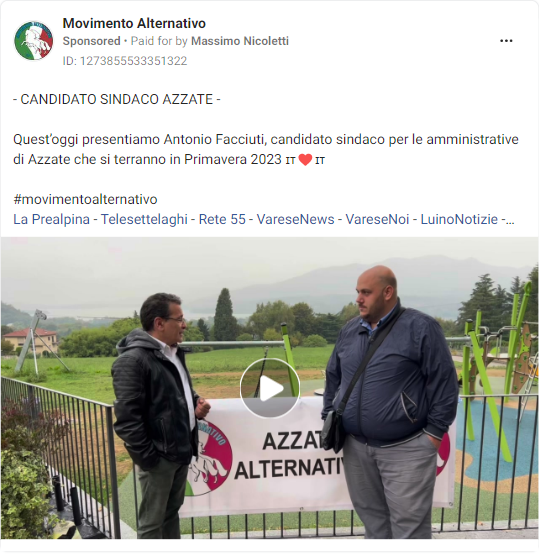 Movimento Alternativo
Sponsored • Paid for by Massimo Nicoletti
ID: 1273855533351322
- CANDIDATO SINDACO AZZATE -
Quest'oggi presentiamo Antonio Facciuti, candidato sindaco per le amministrative
di Azzate che si terranno in Primavera 2023 IT❤️IT
#movimentoalternativo
La Prealpina - Telesettelaghi - Rete 55 - VareseNews - VareseNoi - LuinoNotizie -...
AZZAT
ALTERNATIV